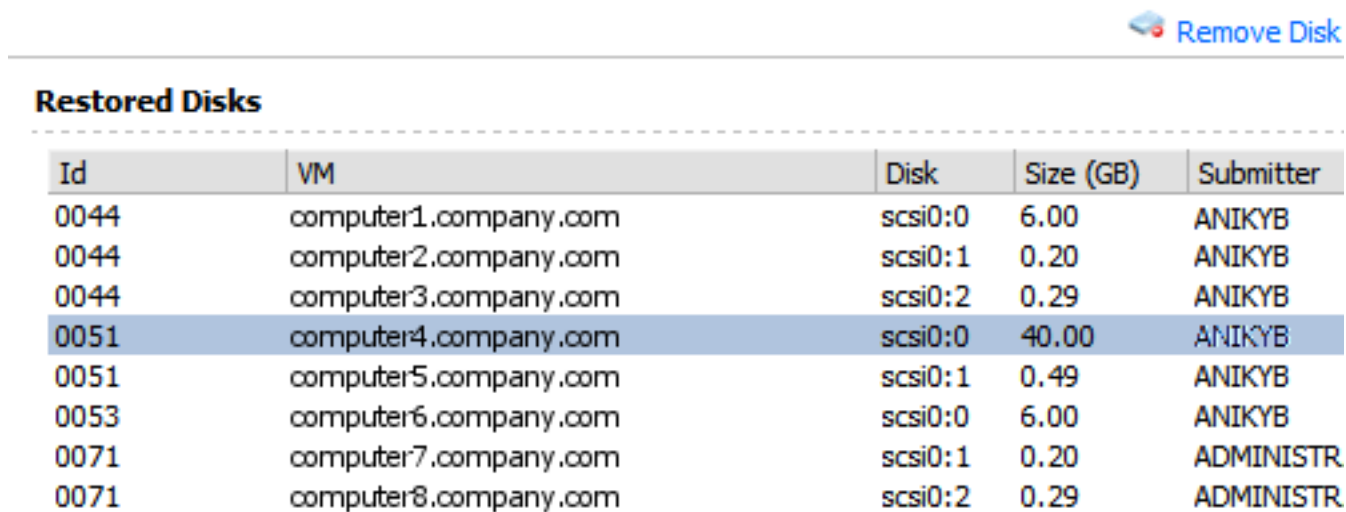 Remove Disk
Restored Disks
Id VM Disk Size (GB) Submitter
0044 computer1.company.com scsi0:0 6.00 ANIKYB
0044 computer2.company.com scsi0:1 0.20 ANIKYB
0044 computer3.company.com scsi0:2 0.29 ANIKYB
0051 computer4.company.com scsi0:0 40.00 ANIKYB
0051 computer5.company.com scsi0:1 0.49 ANIKYB
0053 computer6.company.com scsi0:0 6.00 ANIKYB
0071 computer7.company.com scsi0:1 0.20 ADMINISTR
0071 computer8.company.com scsi0:2 0.29 ADMINISTR